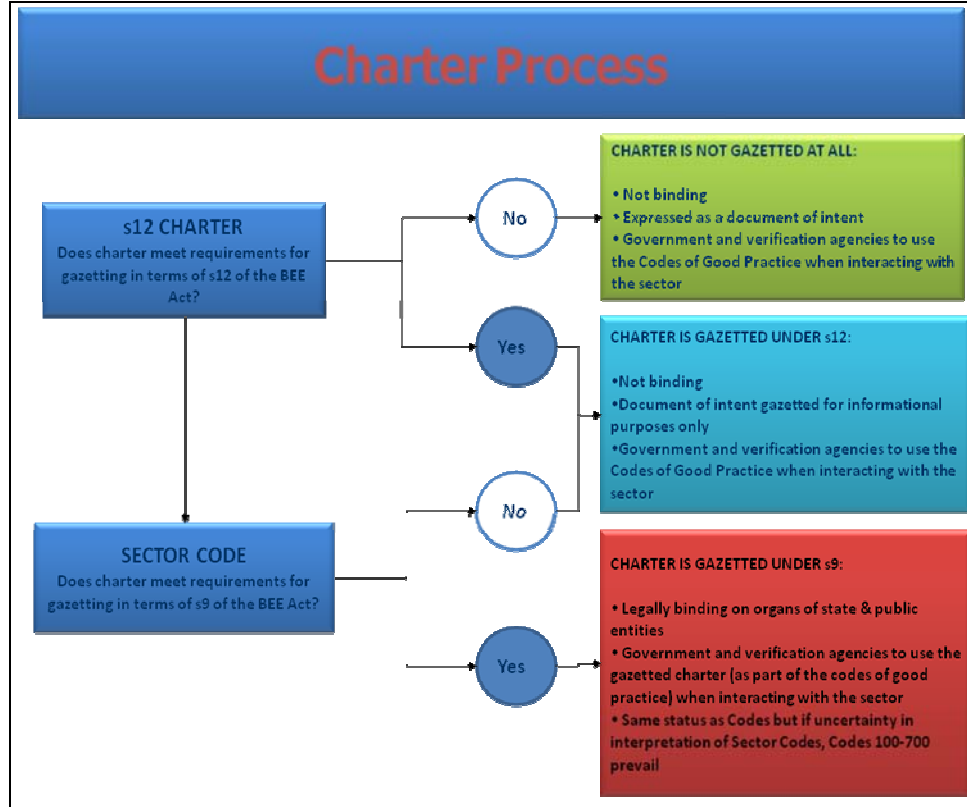 Charter Process
s12 CHARTER
Does charter meet requirements for
gazetting in terms of s12 of the BEE
Act?
No
CHARTER IS NOT GAZETTED AT ALL:
• Not binding
• Expressed as a document of intent
• Government and verification agencies to use
the Codes of Good Practice when interacting with
the sector
Yes
CHARTER IS GAZETTED UNDER s12:
•Not binding
•Document of intent gazetted for informational
purposes only
•Government and verification agencies to use the
Codes of Good Practice when interacting with the
sector
No
SECTOR CODE
Does charter meet requirements for
gazetting in terms of s9 of the BEE Act?
Yes
CHARTER IS GAZETTED UNDER s9:
• Legally binding on organs of state & public
entities
• Government and verification agencies to use the
gazetted charter (as part of the codes of good
practice) when interacting with the sector
• Same status as Codes but if uncertainty in
interpretation of Sector Codes, Codes 100-700
prevail